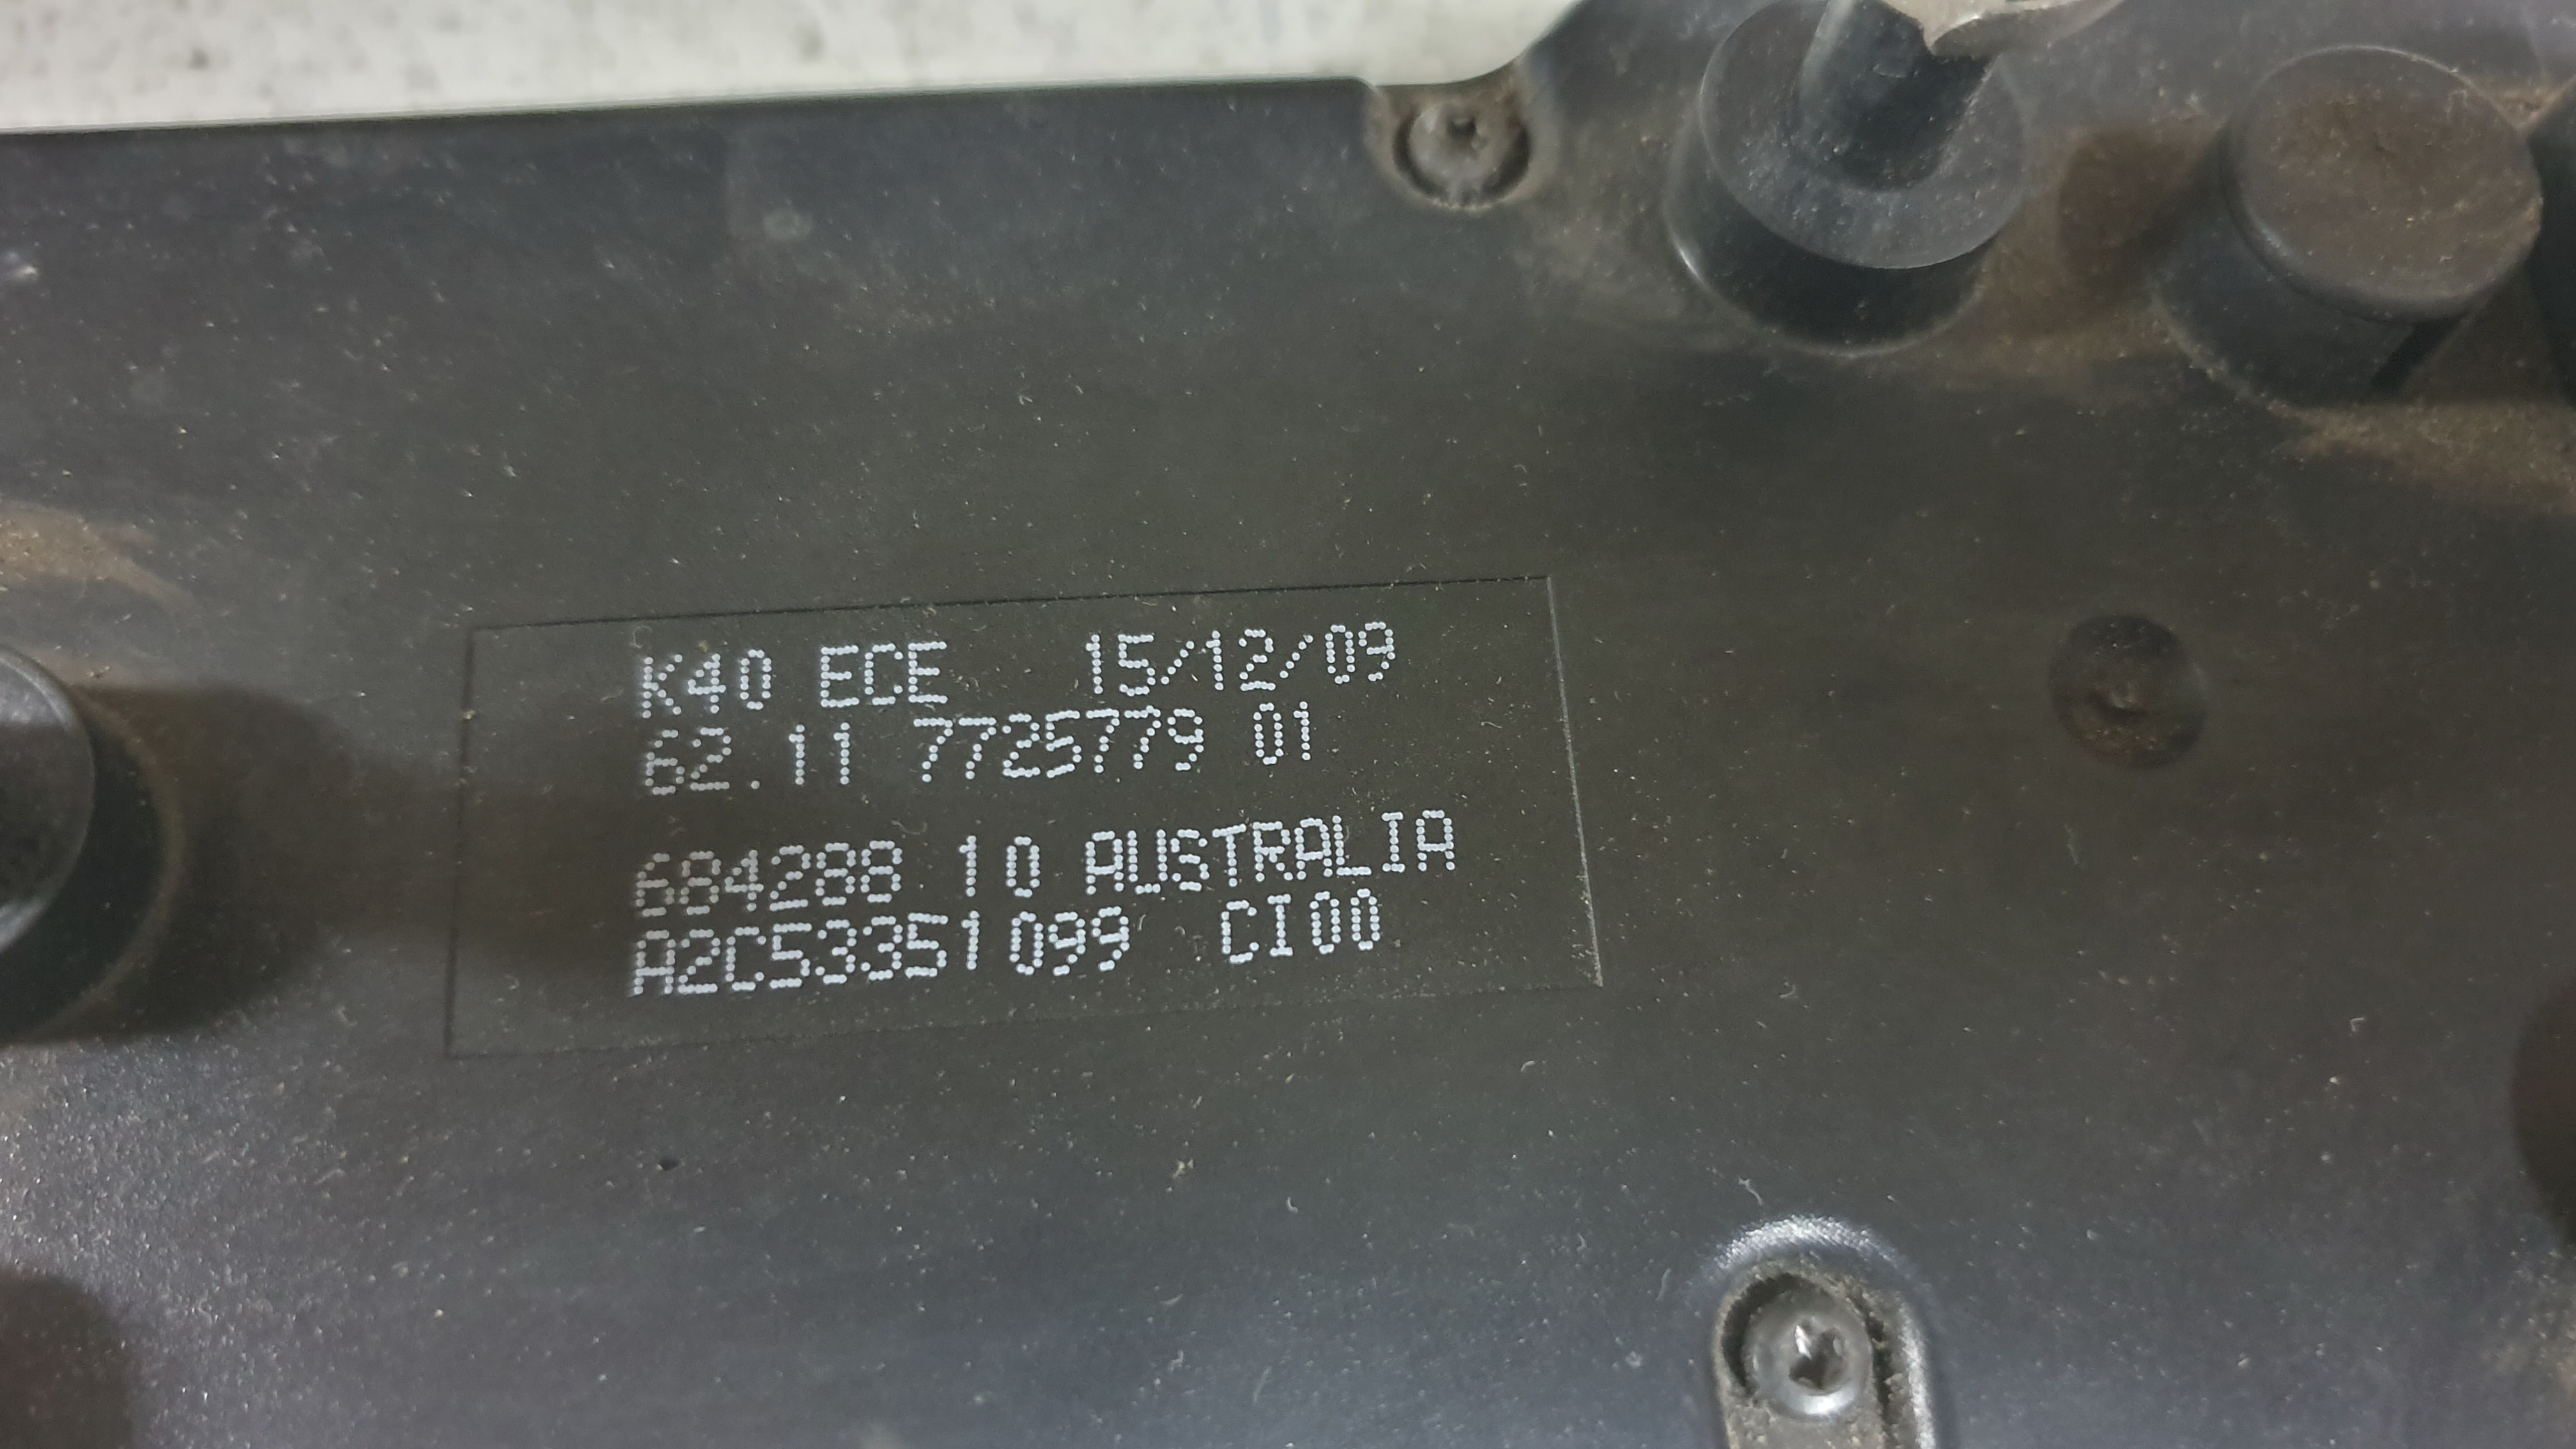 K40 ECE 15/12/09
62.11 7725779 01
684288 10 AUSTRALIA
A2C53351099 CI00